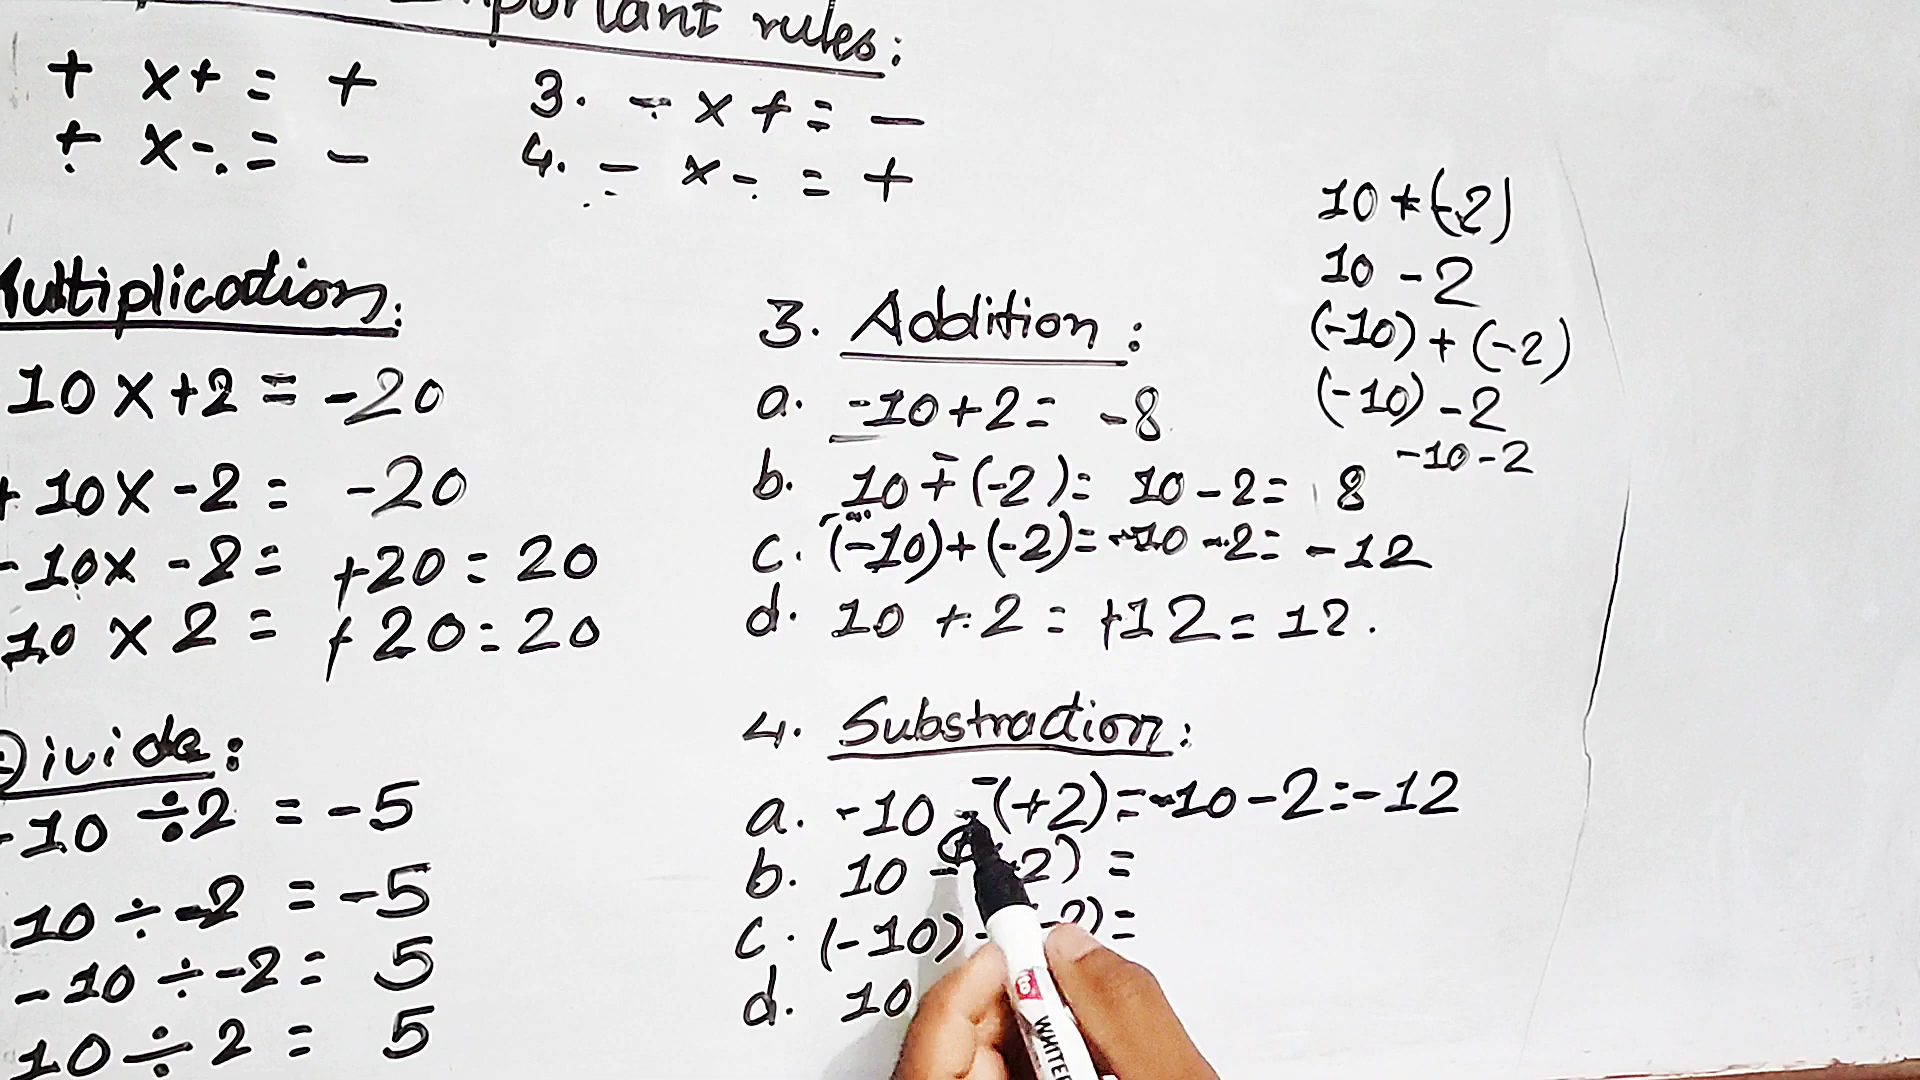 important rules:
+ x + = +
+ x - = -
3. - x + = -
4. - x - = +
Multiplication:
10 x +2 = -20
+ 10 x -2 = -20
- 10 x -2 = +20 = 20
10 x 2 = +20 = 20
Divide:
-10 ÷ 2 = -5
10 ÷ -2 = -5
-10 ÷ -2 = 5
10 ÷ 2 = 5
3. Addition:
a. -10 + 2 = -8
b. 10 + (-2) = 10 - 2 = 8
c. (-10) + (-2) = -10 - 2 = -12
d. 10 + 2 = +12 = 12.
10 + (-2)
10 - 2
(-10) + (-2)
(-10) - 2
-10 - 2
4. Substraction:
a. -10 - (+2) = -10 - 2 = -12
b. 10 - 2) =
c. (-10) - -2) =
d. 10